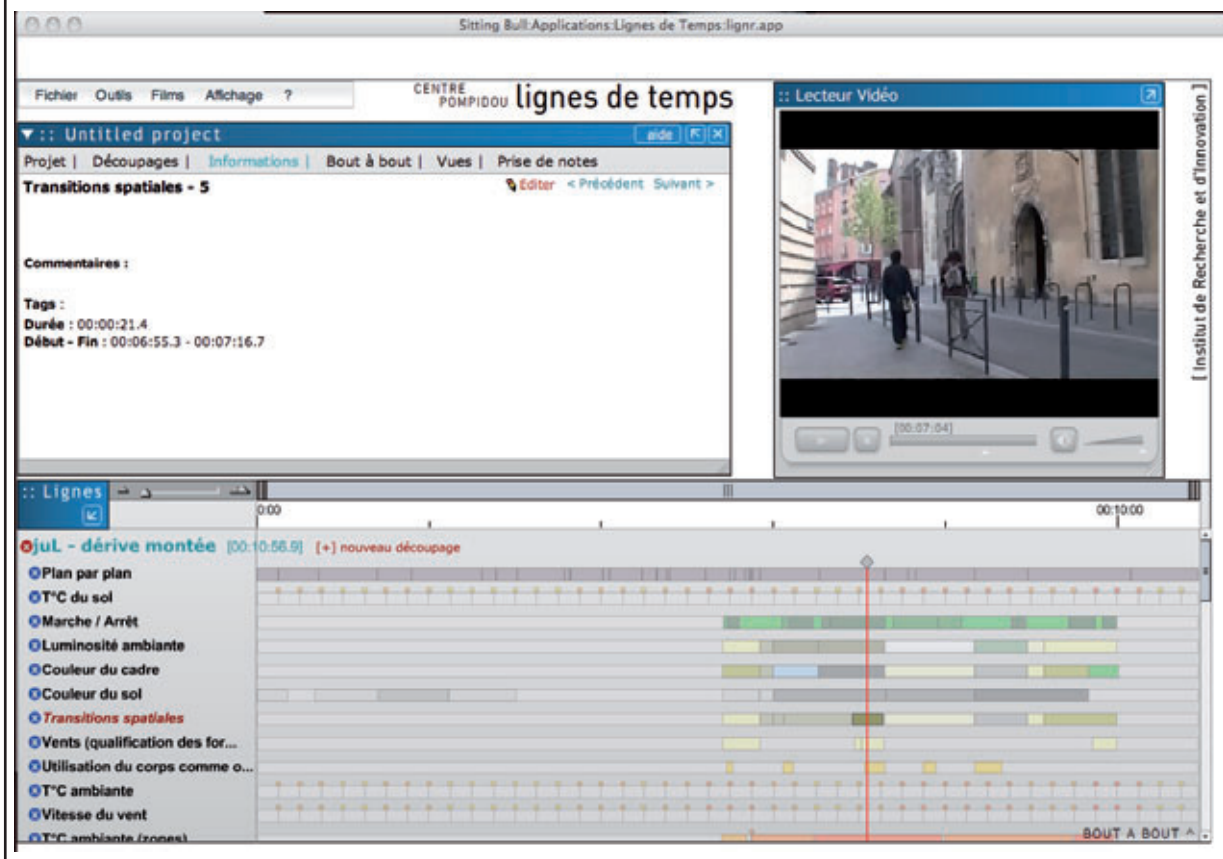 Sitting Bull:Applications:Lignes de Temps:lignr.app
Fichier Outils Films Affichage ?
CENTRE POMPIDOU lignes de temps
:: Untitled project
aide
Projet | Découpages | Informations | Bout à bout | Vues | Prise de notes
Transitions spatiales - 5
Editer < Précédent Suivant >
Commentaires :
Tags :
Durée : 00:00:21.4
Début - Fin : 00:06:55.3 - 00:07:16.7
:: Lecteur Vidéo
[00:07:04]
[ Institut de Recherche et d'Innovation ]
:: Lignes
0:00
00:10:00
juL - dérive montée [00:10:56.9] [+] nouveau découpage
Plan par plan
T°C du sol
Marche / Arrêt
Luminosité ambiante
Couleur du cadre
Couleur du sol
Transitions spatiales
Vents (qualification des for...
Utilisation du corps comme o...
T°C ambiante
Vitesse du vent
T°C ambiante (zones)
BOUT A BOUT ^